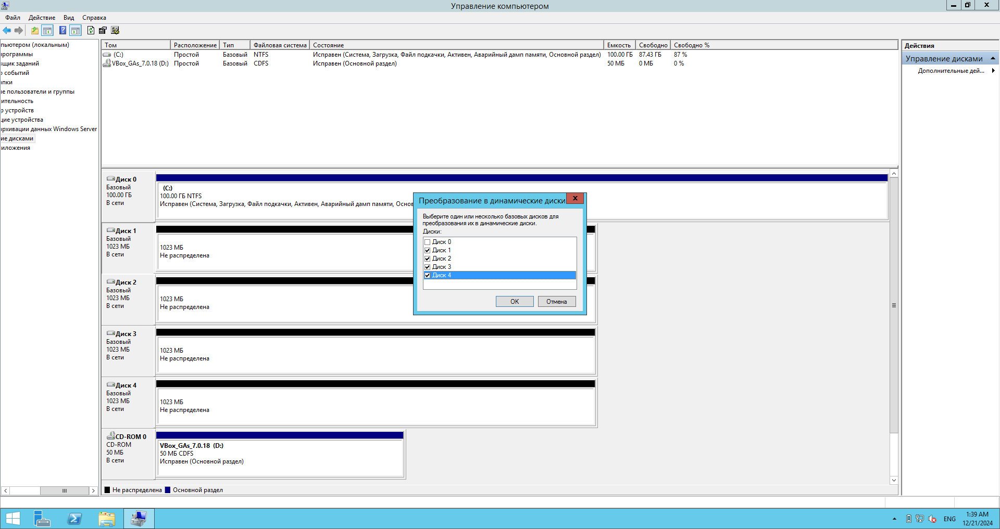 Управление компьютером
Файл Действие Вид Справка
пьютером (локальным)
программы
щик заданий
о событий
апки
ые пользователи и группы
ительность
р устройств
щие устройства
архивации данных Windows Server
ие дисками
иложения
Том Расположение Тип Файловая система Состояние Емкость Свободно Свободно %
(C:) Простой Базовый NTFS Исправен (Система, Загрузка, Файл подкачки, Активен, Аварийный дамп памяти, Основной раздел) 100.00 ГБ 87.43 ГБ 87 %
VBox_GAs_7.0.18 (D:) Простой Базовый CDFS Исправен (Основной раздел) 50 МБ 0 МБ 0 %
Диск 0
Базовый
100.00 ГБ
В сети
(C:)
100.00 ГБ NTFS
Исправен (Система, Загрузка, Файл подкачки, Активен, Аварийный дамп памяти, Основ
Диск 1
Базовый
1023 МБ
В сети
1023 МБ
Не распределена
Диск 2
Базовый
1023 МБ
В сети
1023 МБ
Не распределена
Диск 3
Базовый
1023 МБ
В сети
1023 МБ
Не распределена
Диск 4
Базовый
1023 МБ
В сети
1023 МБ
Не распределена
CD-ROM 0
CD-ROM
50 МБ
В сети
VBox_GAs_7.0.18 (D:)
50 МБ CDFS
Исправен (Основной раздел)
Не распределена Основной раздел
Преобразование в динамические диски
Выберите один или несколько базовых дисков для
преобразования их в динамические диски.
Диски:
Диск 0
Диск 1
Диск 2
Диск 3
Диск 4
OK Отмена
Действия
Управление дисками
Дополнительные дей...
ENG
1:39 AM
12/21/2024